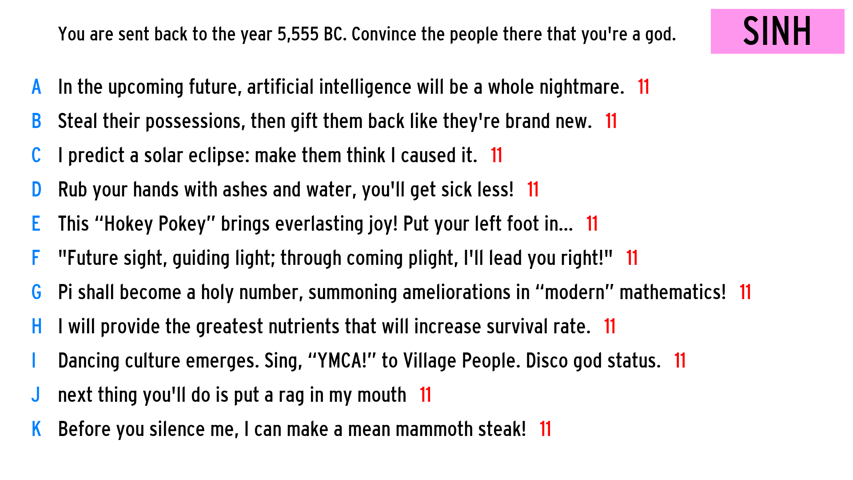 You are sent back to the year 5,555 BC. Convince the people there that you're a god.
SINH
A In the upcoming future, artificial intelligence will be a whole nightmare. 11
B Steal their possessions, then gift them back like they're brand new. 11
C I predict a solar eclipse: make them think I caused it. 11
D Rub your hands with ashes and water, you'll get sick less! 11
E This “Hokey Pokey” brings everlasting joy! Put your left foot in... 11
F "Future sight, guiding light; through coming plight, I'll lead you right!" 11
G Pi shall become a holy number, summoning ameliorations in “modern” mathematics! 11
H I will provide the greatest nutrients that will increase survival rate. 11
I Dancing culture emerges. Sing, “YMCA!” to Village People. Disco god status. 11
J next thing you'll do is put a rag in my mouth 11
K Before you silence me, I can make a mean mammoth steak! 11